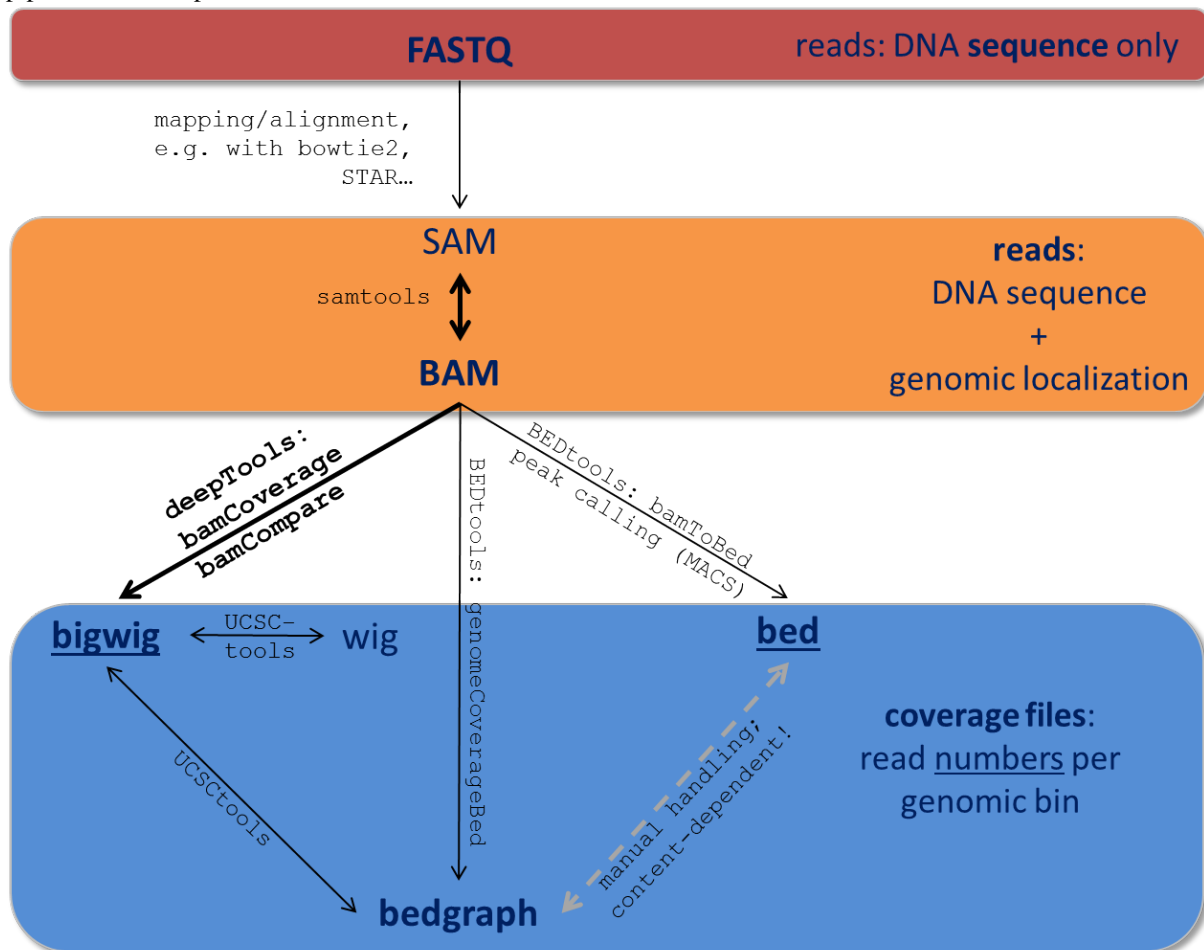 FASTQ
reads: DNA sequence only
mapping/alignment,
e.g. with bowtie2,
STAR…
SAM
samtools
BAM
reads:
DNA sequence
+
genomic localization
deepTools:
bamCoverage
bamCompare
BEDtools: genomeCoverageBed
BEDtools: bamToBed
peak calling (MACS)
bigwig
UCSC-
tools
wig
bed
UCSCtools
manual handling;
content-dependent!
coverage files:
read numbers per
genomic bin
bedgraph